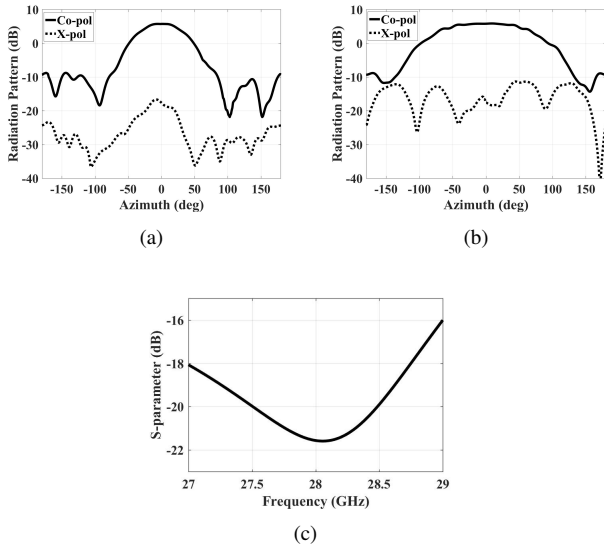 Co-pol
X-pol
Radiation Pattern (dB)
10
0
-10
-20
-30
-40
-150 -100 -50 0 50 100 150
Azimuth (deg)
(a)
Co-pol
X-pol
Radiation Pattern (dB)
10
0
-10
-20
-30
-40
-150 -100 -50 0 50 100 150
Azimuth (deg)
(b)
S-parameter (dB)
-16
-18
-20
-22
27 27.5 28 28.5 29
Frequency (GHz)
(c)